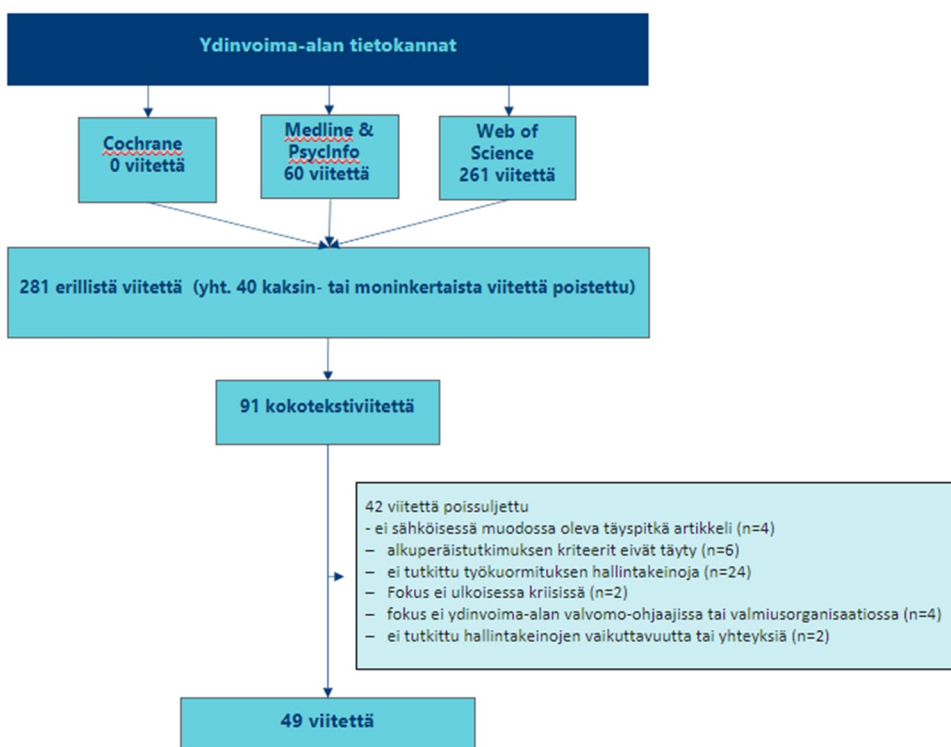 Ydinvoima-alan tietokannat
Cochrane
0 viitettä
Medline &
PsycInfo
60 viitettä
Web of
Science
261 viitettä
281 erillistä viitettä (yht. 40 kaksin- tai moninkertaista viitettä poistettu)
91 kokotekstiviitettä
42 viitettä poissuljettu
- ei sähköisessä muodossa oleva täyspitkä artikkeli (n=4)
– alkuperäistutkimuksen kriteerit eivät täyty (n=6)
– ei tutkittu työkuormituksen hallintakeinoja (n=24)
– Fokus ei ulkoisessa kriisissä (n=2)
– fokus ei ydinvoima-alan valvomo-ohjaajissa tai valmiusorganisaatiossa (n=4)
– ei tutkittu hallintakeinojen vaikuttavuutta tai yhteyksiä (n=2)
49 viitettä